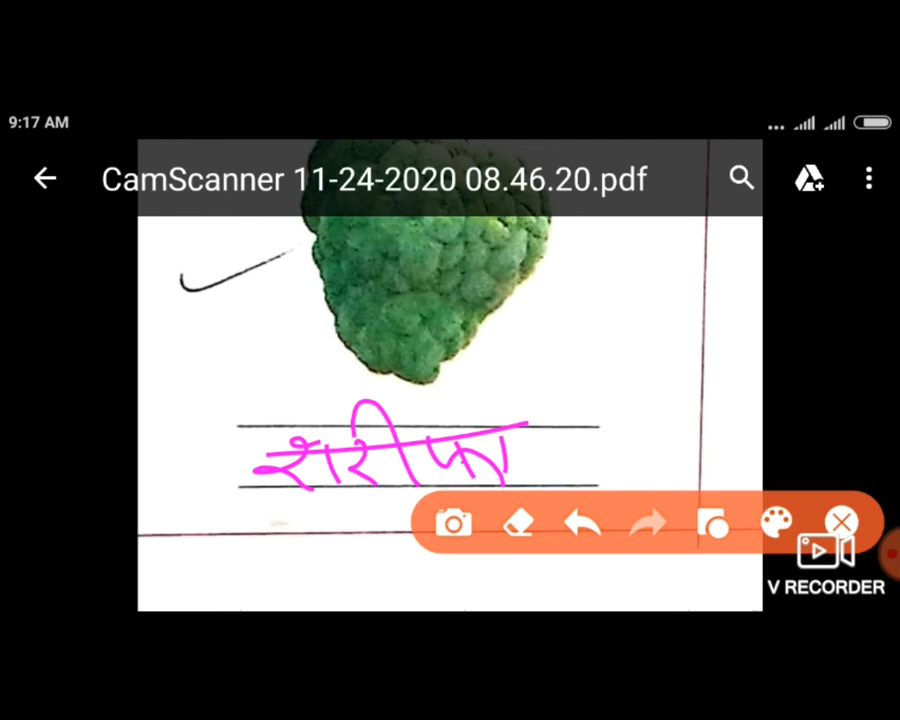 9:17 AM
CamScanner 11-24-2020 08.46.20.pdf
शरीफा
V RECORDER